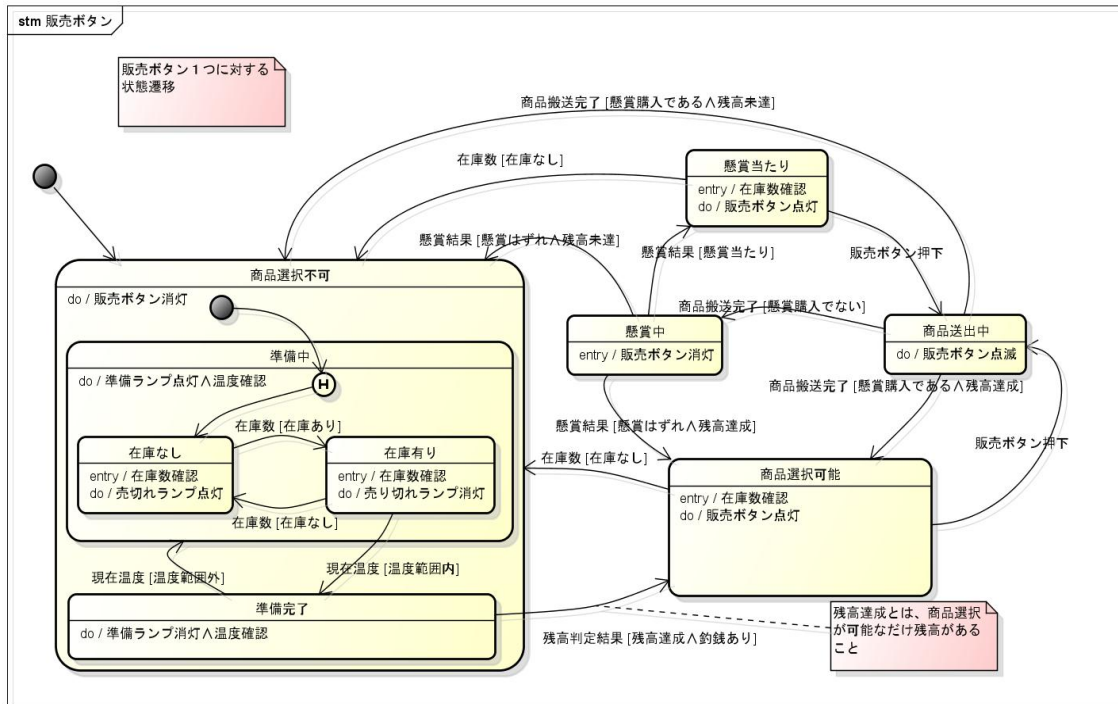 stm 販売ボタン
販売ボタン1つに対する
状態遷移
商品搬送完了 [懸賞購入である∧残高未達]
在庫数 [在庫なし]
懸賞当たり
entry / 在庫数確認
do / 販売ボタン点灯
懸賞結果 [懸賞はずれ∧残高未達]
懸賞結果 [懸賞当たり]
販売ボタン押下
商品選択不可
do / 販売ボタン消灯
商品搬送完了 [懸賞購入でない]
懸賞中
entry / 販売ボタン消灯
商品送出中
do / 販売ボタン点滅
準備中
do / 準備ランプ点灯∧温度確認
H
商品搬送完了 [懸賞購入である∧残高達成]
在庫数 [在庫あり]
懸賞結果 [懸賞はずれ∧残高達成]
販売ボタン押下
在庫なし
entry / 在庫数確認
do / 売切れランプ点灯
在庫有り
entry / 在庫数確認
do / 売り切れランプ消灯
在庫数 [在庫なし]
商品選択可能
entry / 在庫数確認
do / 販売ボタン点灯
在庫数 [在庫なし]
現在温度 [温度範囲外]
現在温度 [温度範囲内]
準備完了
do / 準備ランプ消灯∧温度確認
残高判定結果 [残高達成∧釣銭あり]
残高達成とは、商品選択
が可能なだけ残高がある
こと